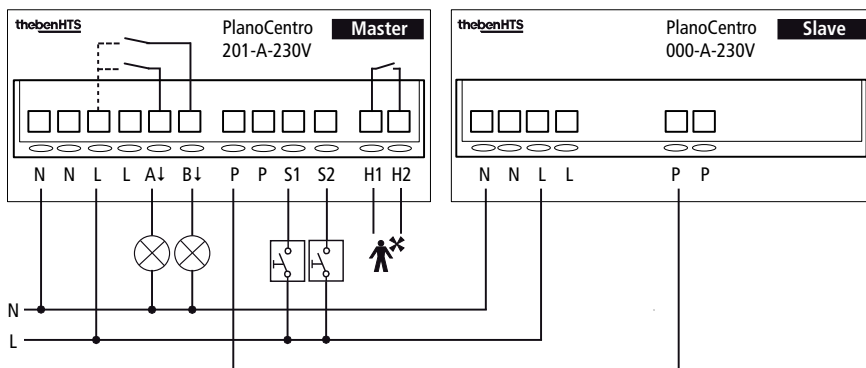 thebenHTS
PlanoCentro
201-A-230V
Master
N N L L A↓ B↓ P P S1 S2 H1 H2
thebenHTS
PlanoCentro
000-A-230V
Slave
N N L L P P
N
L